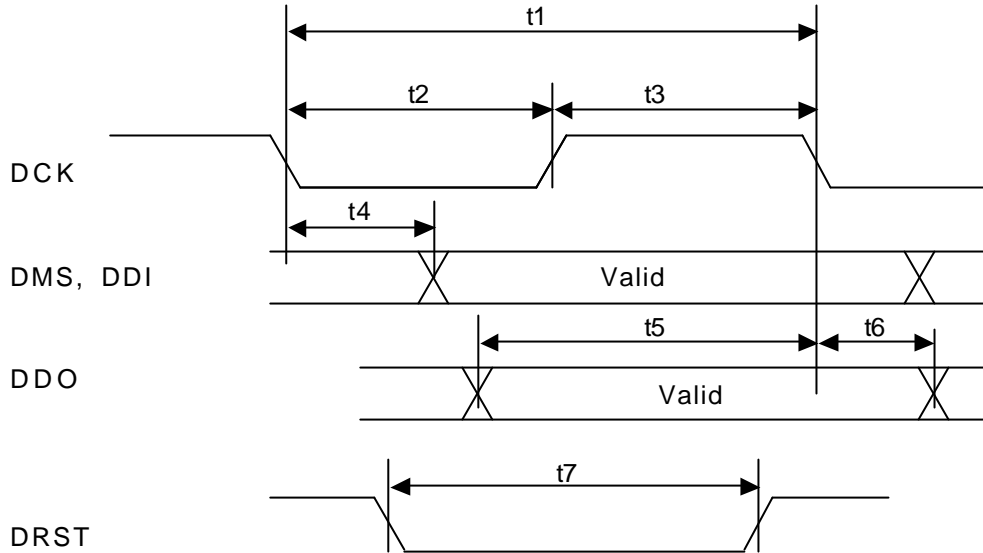 t1
t2 t3
DCK
t4
DMS, DDI Valid
t5 t6
DDO Valid
t7
DRST